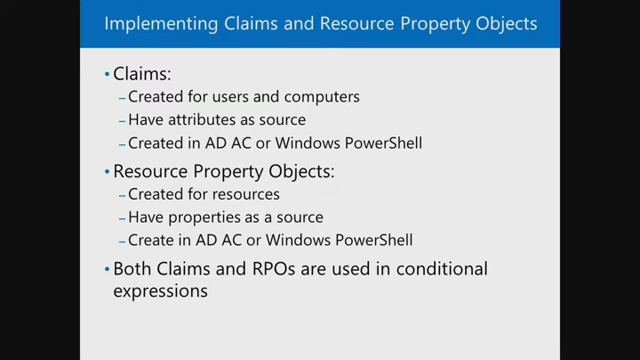 Implementing Claims and Resource Property Objects
• Claims:
– Created for users and computers
– Have attributes as source
– Created in AD AC or Windows PowerShell
• Resource Property Objects:
– Created for resources
– Have properties as a source
– Create in AD AC or Windows PowerShell
• Both Claims and RPOs are used in conditional
expressions